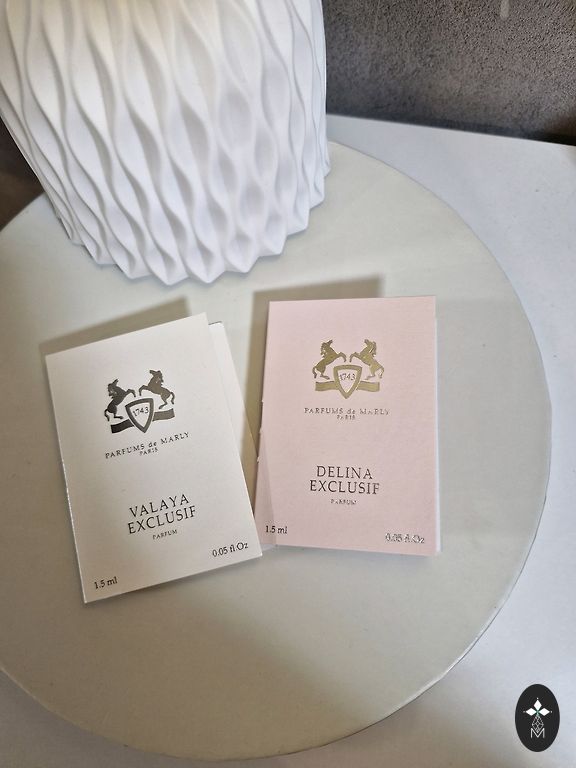 1743
PARFUMS de MARLY
PARIS
VALAYA
EXCLUSIF
PARFUM
1.5 ml
0.05 fl.Oz
1743
PARFUMS de MARLY
PARIS
DELINA
EXCLUSIF
PARFUM
1.5 ml
0.05 fl.Oz
M